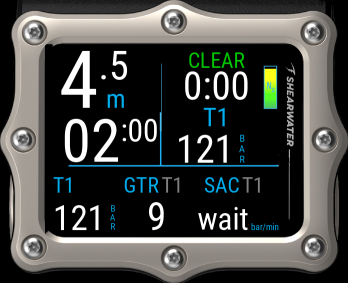 4.5 m
CLEAR
0:00
N₂
02:00
T1
121 BAR
T1 GTR T1 SAC T1
121 BAR 9 wait bar/min
SHEARWATER